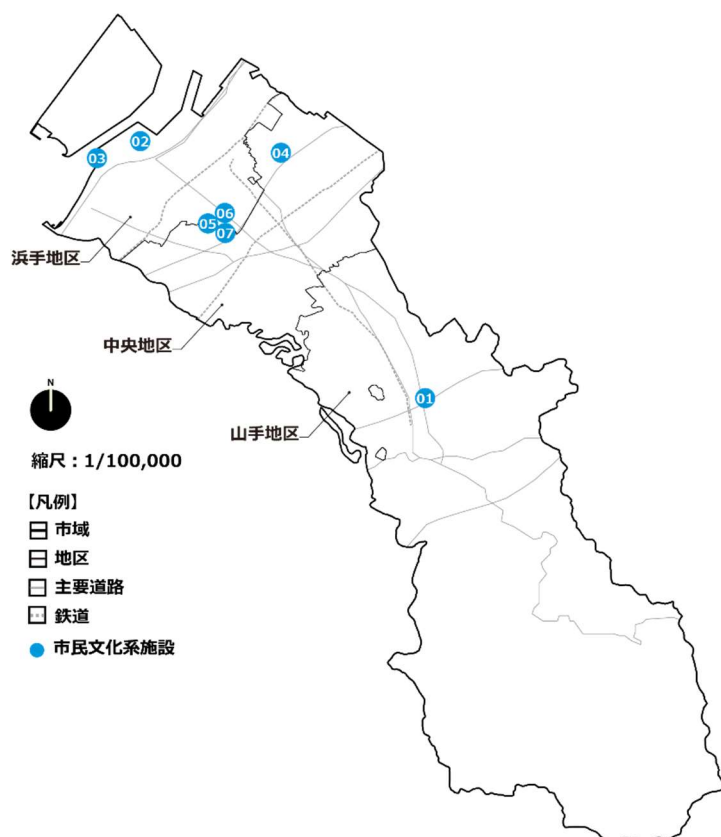 02
03
04
06
05
07
浜手地区
中央地区
01
山手地区
N
縮尺：1/100,000
【凡例】
市域
地区
主要道路
鉄道
市民文化系施設